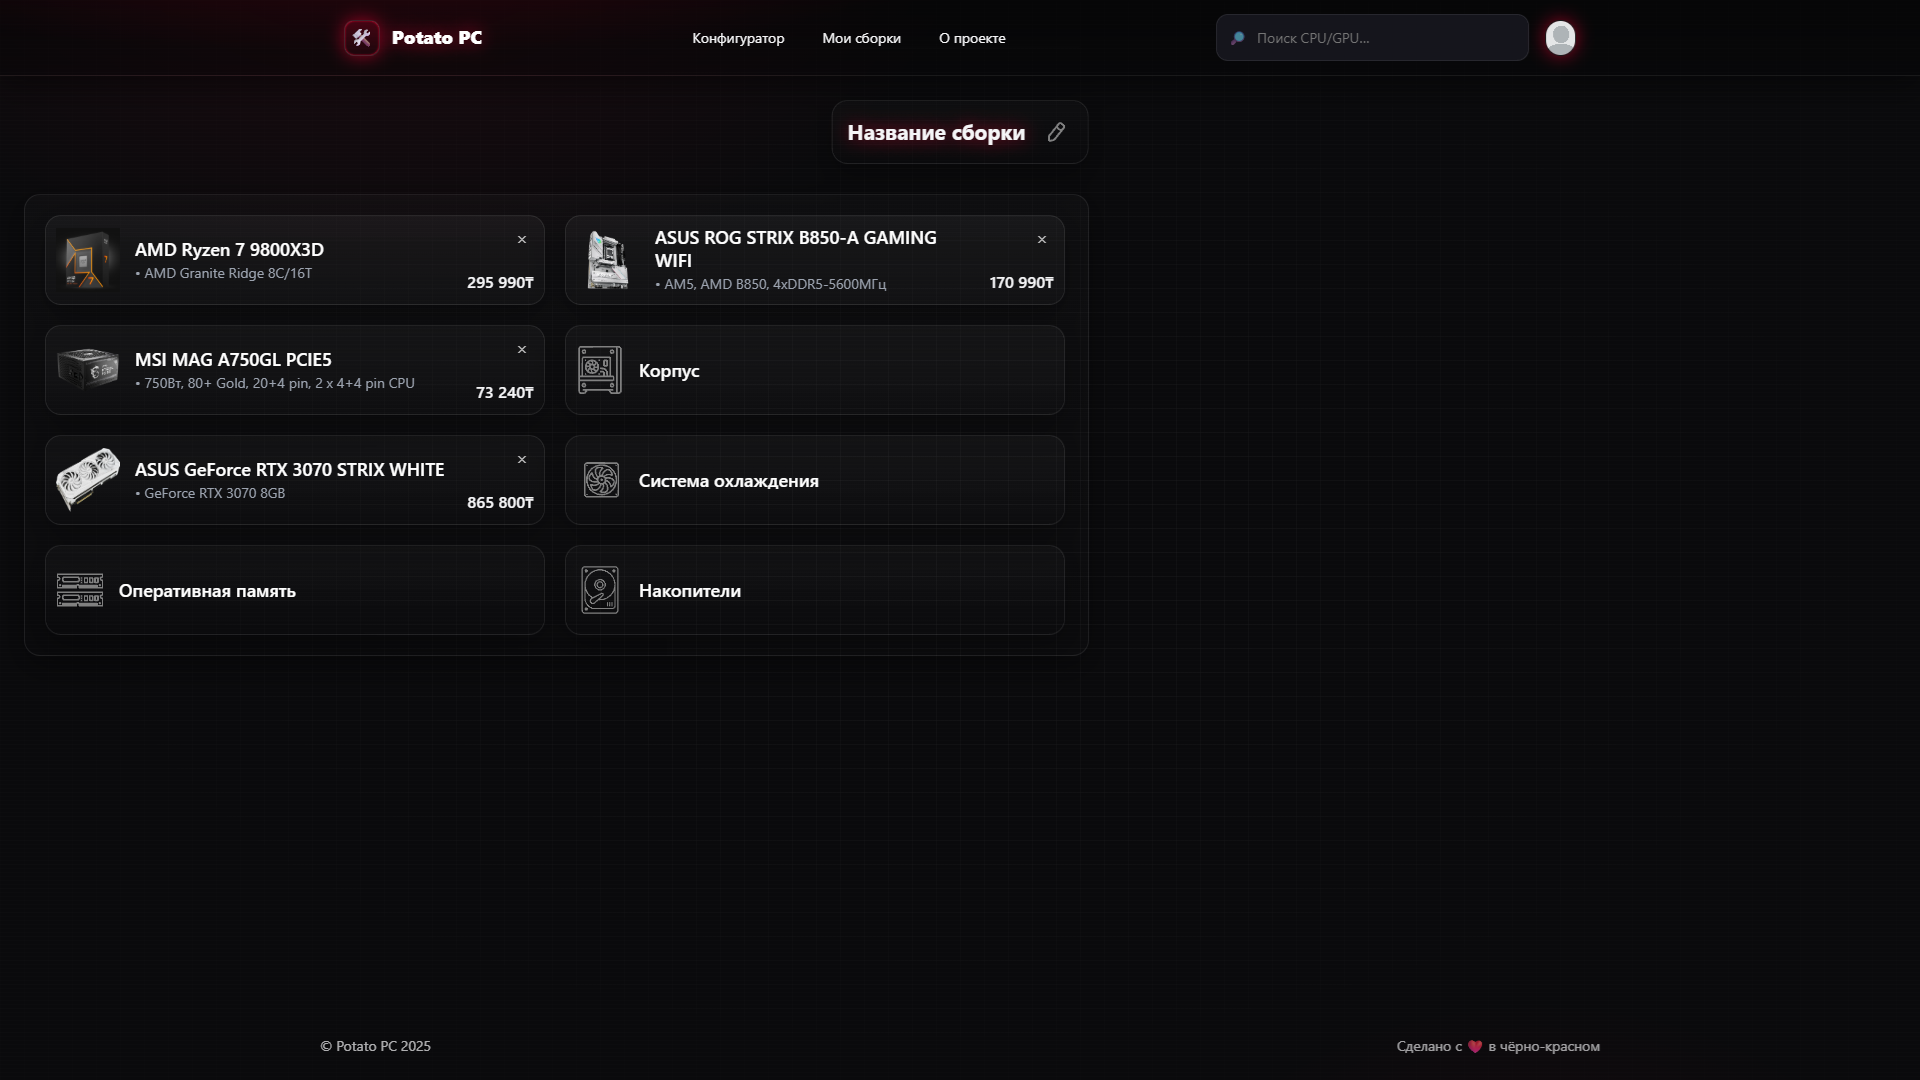 Potato PC
Конфигуратор
Мои сборки
О проекте
Поиск CPU/GPU...
Название сборки
AMD Ryzen 7 9800X3D
• AMD Granite Ridge 8C/16T
×
295 990₸
ASUS ROG STRIX B850-A GAMING
WIFI
• AM5, AMD B850, 4xDDR5-5600МГц
×
170 990₸
MSI MAG A750GL PCIE5
• 750Вт, 80+ Gold, 20+4 pin, 2 x 4+4 pin CPU
×
73 240₸
Корпус
ASUS GeForce RTX 3070 STRIX WHITE
• GeForce RTX 3070 8GB
×
865 800₸
Система охлаждения
Оперативная память
Накопители
© Potato PC 2025
Сделано с ❤ в чёрно-красном